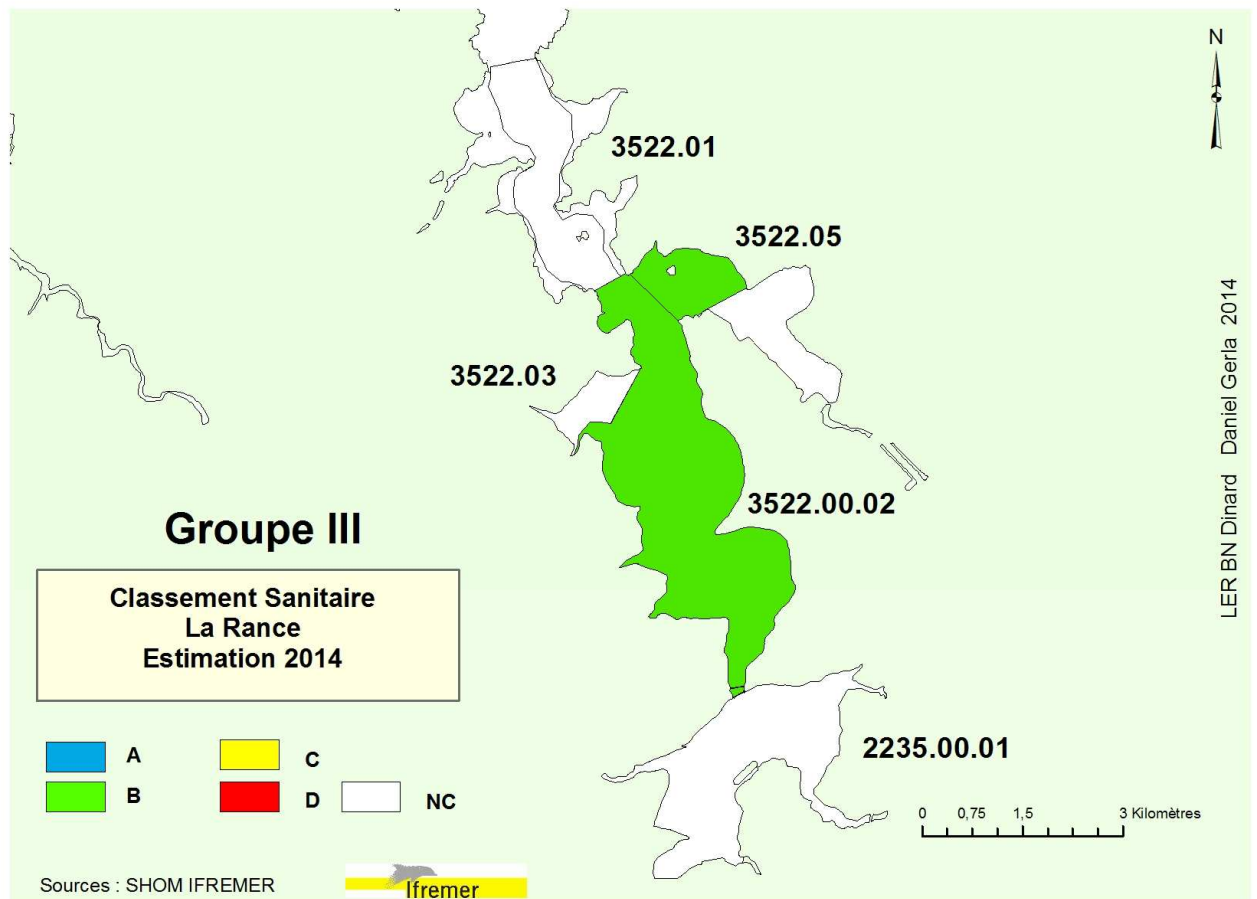 N
3522.01
3522.05
3522.03
3522.00.02
LER BN Dinard Daniel Gerla 2014
Groupe III
Classement Sanitaire
La Rance
Estimation 2014
2235.00.01
A
C
B
D
NC
0 0,75 1,5 3 Kilomètres
Sources : SHOM IFREMER
Ifremer